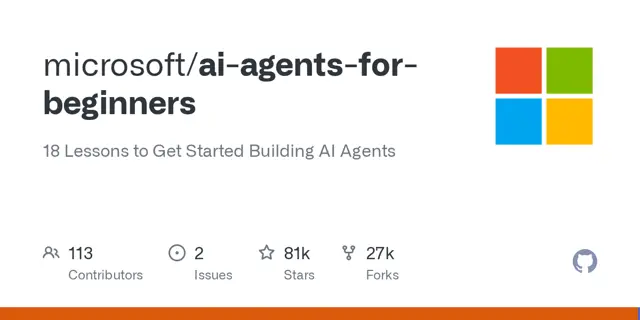 microsoft/ai-agents-for-
beginners
18 Lessons to Get Started Building AI Agents
113
Contributors
2
Issues
81k
Stars
27k
Forks